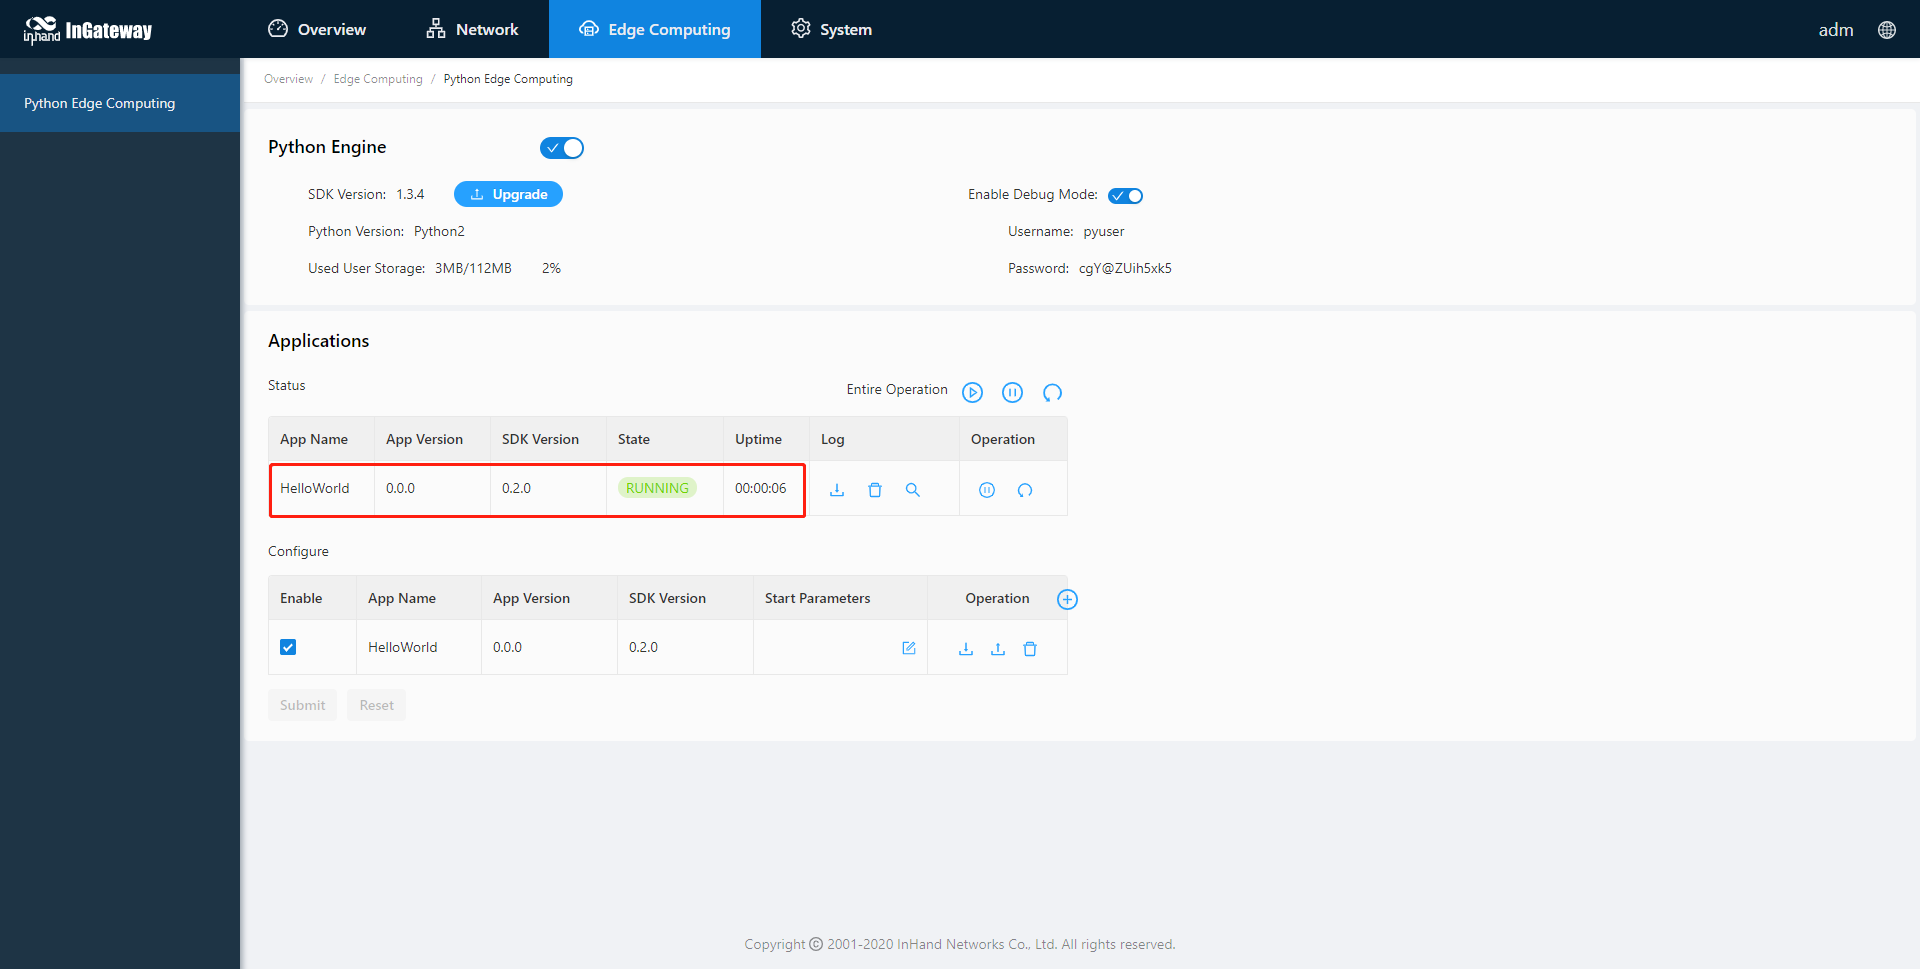 inhand InGateway Overview Network Edge Computing System adm
Python Edge Computing
Overview / Edge Computing / Python Edge Computing
Python Engine
SDK Version: 1.3.4 Upgrade Enable Debug Mode:
Python Version: Python2 Username: pyuser
Used User Storage: 3MB/112MB 2% Password: cgY@ZUih5xk5
Applications
Status Entire Operation
App Name App Version SDK Version State Uptime Log Operation
HelloWorld 0.0.0 0.2.0 RUNNING 00:00:06
Configure
Enable App Name App Version SDK Version Start Parameters Operation
HelloWorld 0.0.0 0.2.0
Submit Reset
Copyright © 2001-2020 InHand Networks Co., Ltd. All rights reserved.